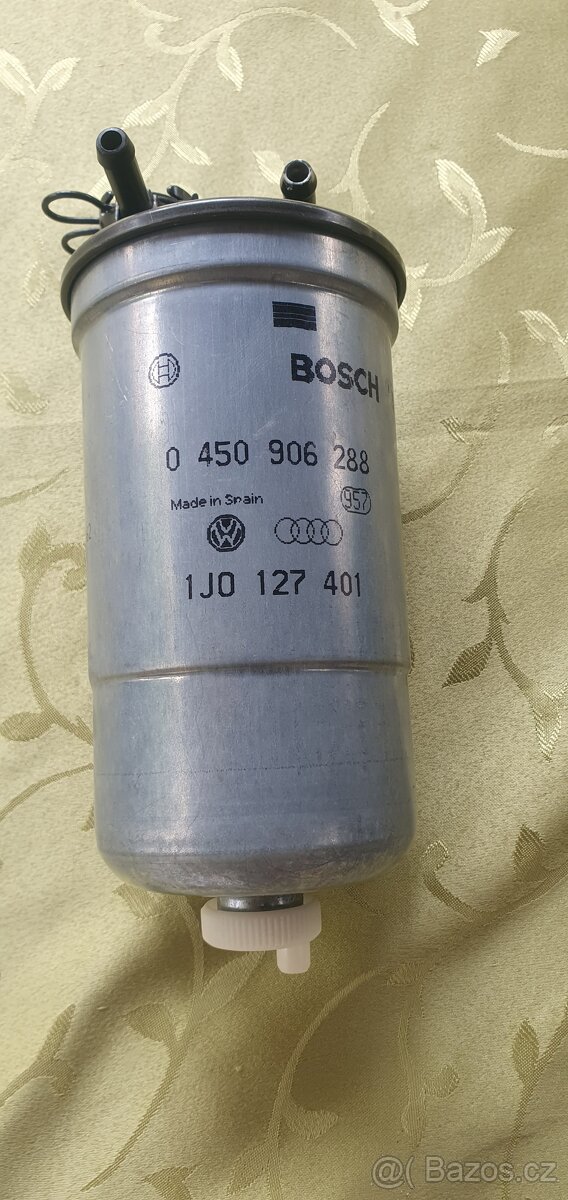 BOSCH
0 450 906 288
Made in Spain
957
1J0 127 401
@( Bazos.cz